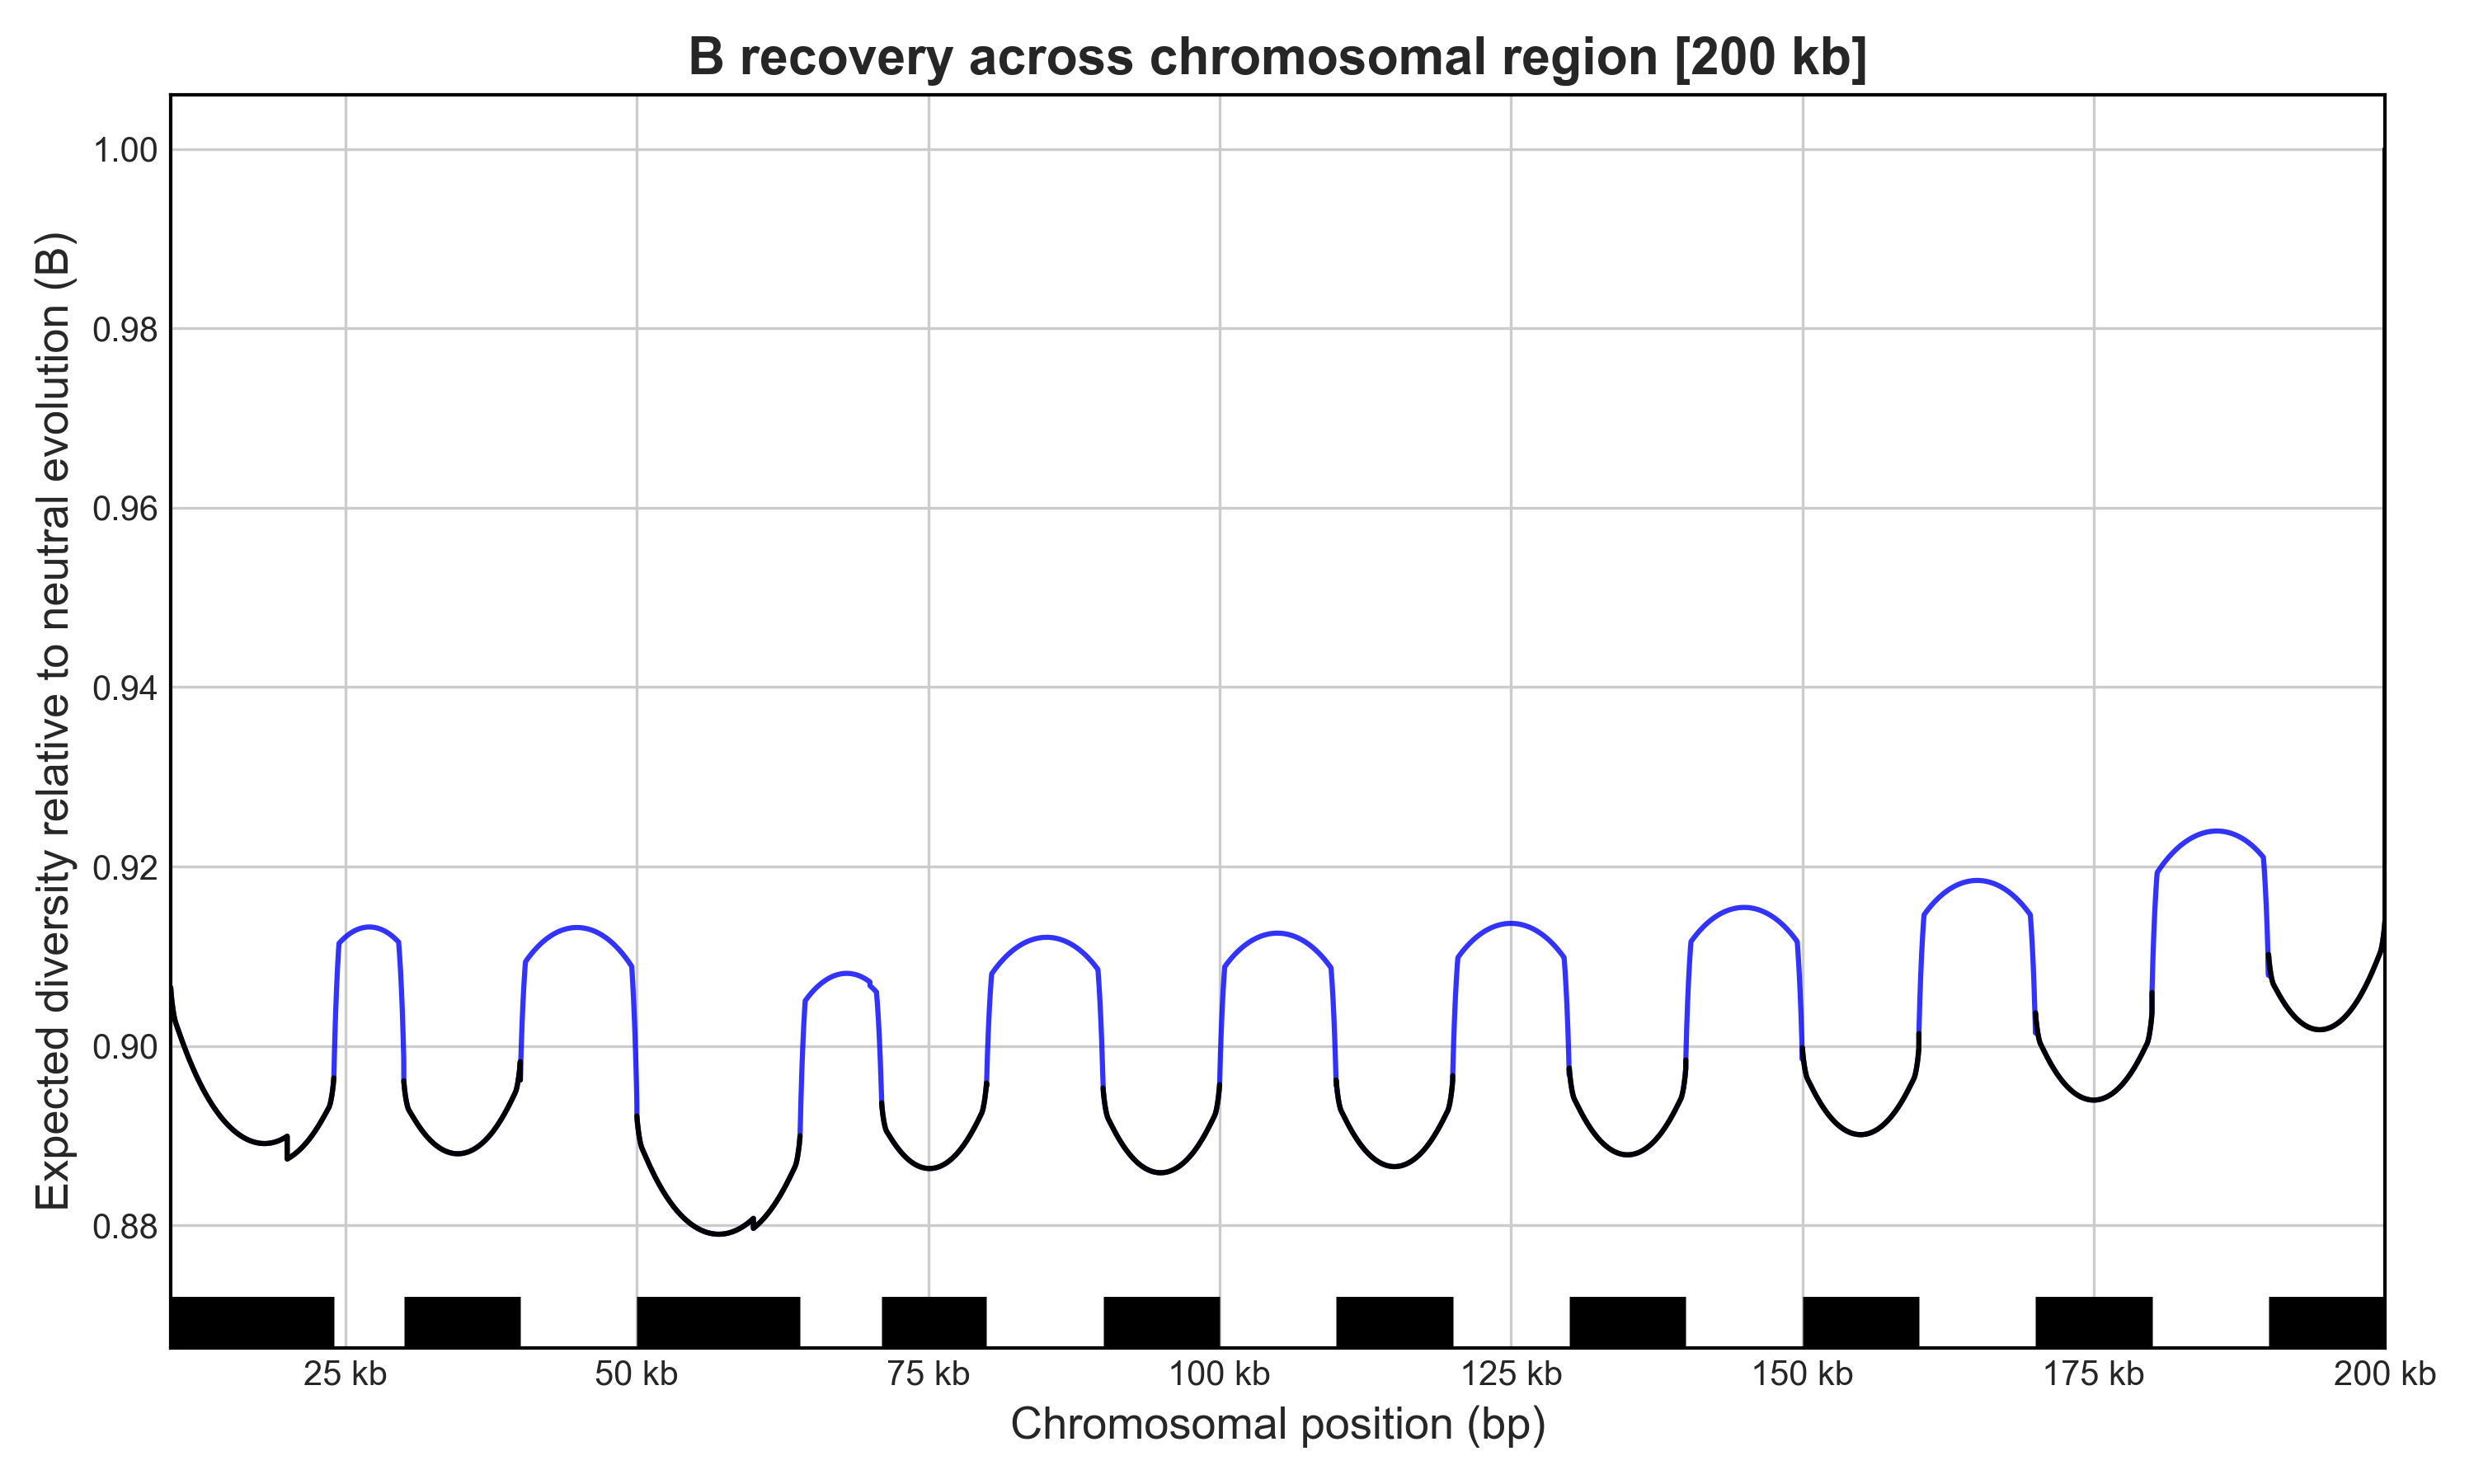 B recovery across chromosomal region [200 kb]
Expected diversity relative to neutral evolution (B)
1.00
0.98
0.96
0.94
0.92
0.90
0.88
25 kb 50 kb 75 kb 100 kb 125 kb 150 kb 175 kb 200 kb
Chromosomal position (bp)